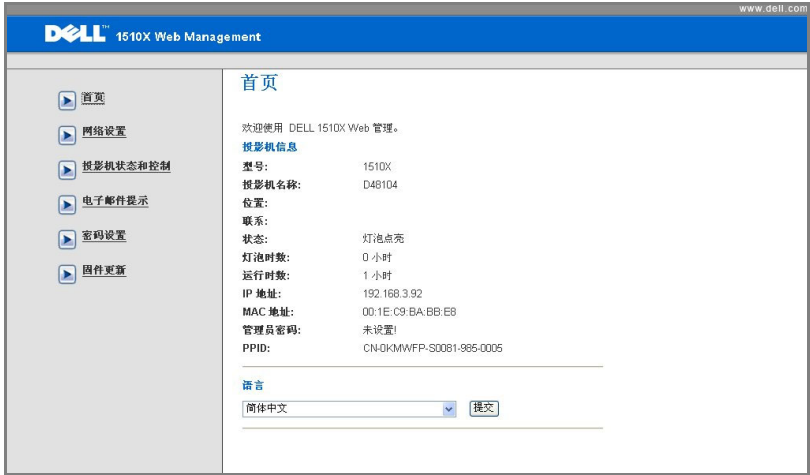 www.dell.com
DELL™ 1510X Web Management
首页
网络设置
投影机状态和控制
电子邮件提示
密码设置
固件更新
首页
欢迎使用 DELL 1510X Web 管理。
投影机信息
型号: 1510X
投影机名称: D48104
位置:
联系:
状态: 灯泡点亮
灯泡时数: 0 小时
运行时数: 1 小时
IP 地址: 192.168.3.92
MAC 地址: 00:1E:C9:BA:BB:E8
管理员密码: 未设置!
PPID: CN-0KMWFP-S0081-985-0005
语言
简体中文 提交